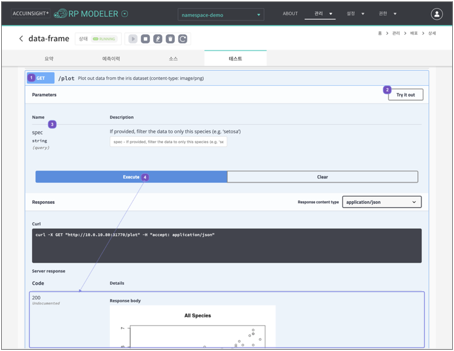 ACCUINSIGHT+ RP MODELER
namespace-demo
ABOUT 관리 설정 권한
data-frame 상태 RUNNING
홈 > 관리 > 배포 > 상세
요약 예측이력 소스 테스트
1 GET /plot Plot out data from the iris dataset (content-type: image/png)
Parameters
2 Try it out
Name Description
3
spec If provided, filter the data to only this species (e.g. 'setosa')
string
(query)
spec - If provided, filter the data to only this species (e.g. 'se
Execute 4 Clear
Responses Response content type application/json
Curl
curl -X GET "http://10.0.10.80:31770/plot" -H "accept: application/json"
Server response
Code Details
200
Undocumented
Response body
All Species